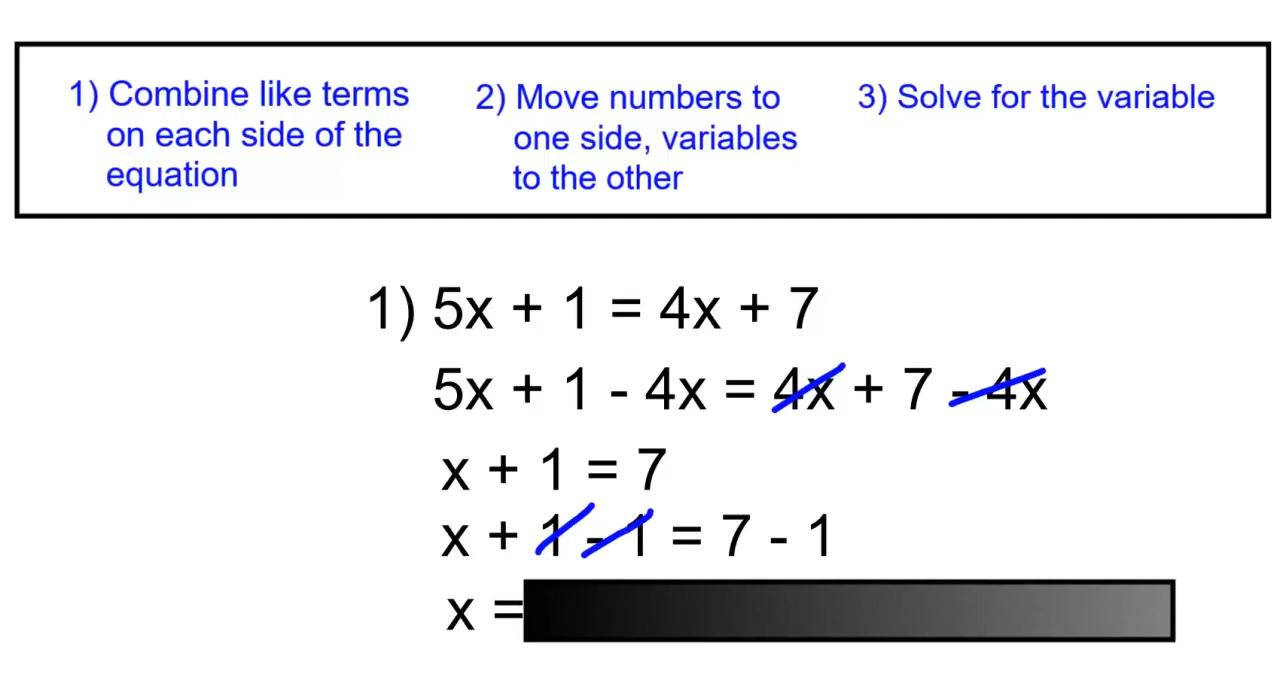 1) Combine like terms
on each side of the
equation
2) Move numbers to
one side, variables
to the other
3) Solve for the variable
1) 5x + 1 = 4x + 7
5x + 1 - 4x = 4x + 7 - 4x
x + 1 = 7
x + 1 - 1 = 7 - 1
x =